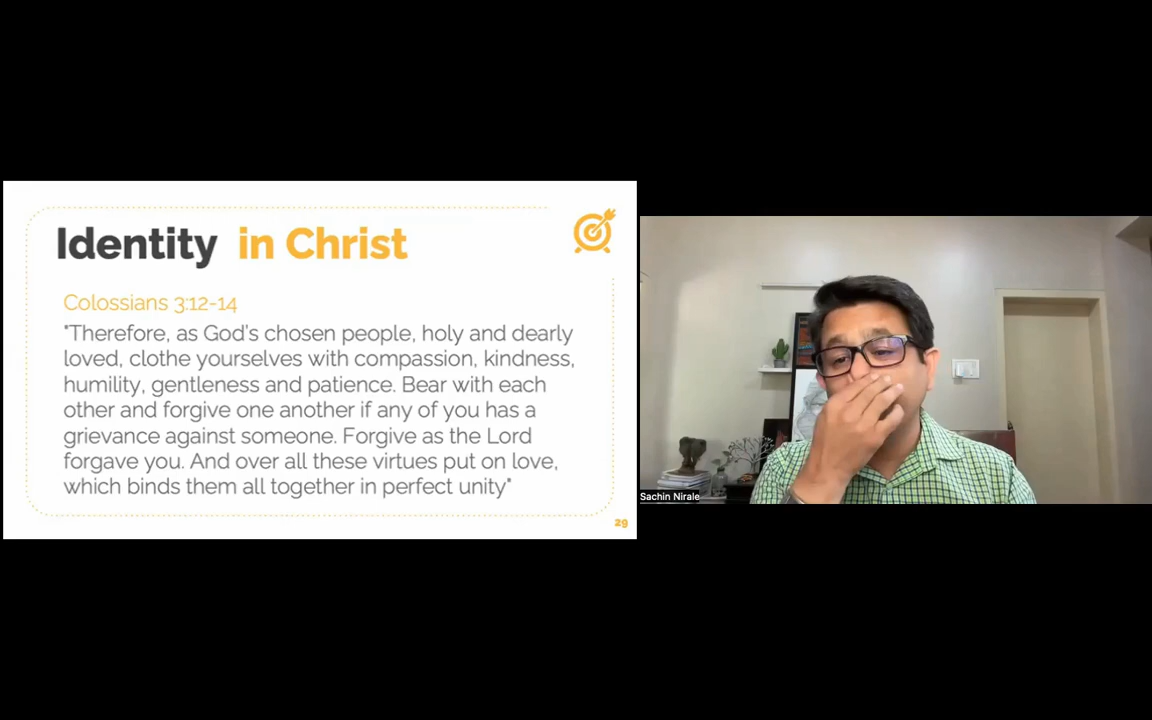 Identity in Christ
Colossians 3:12-14
"Therefore, as God's chosen people, holy and dearly
loved, clothe yourselves with compassion, kindness,
humility, gentleness and patience. Bear with each
other and forgive one another if any of you has a
grievance against someone. Forgive as the Lord
forgave you. And over all these virtues put on love,
which binds them all together in perfect unity"
29
Sachin Nirale